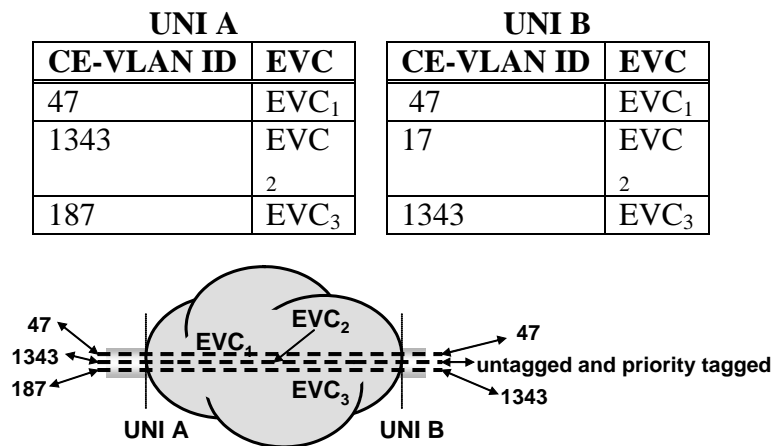 UNI A UNI B
CE-VLAN ID EVC CE-VLAN ID EVC
47 EVC₁ 47 EVC₁
1343 EVC 17 EVC
2 2
187 EVC₃ 1343 EVC₃
47 EVC₁ EVC₂ 47
1343 untagged and priority tagged
187 EVC₃ 1343
UNI A UNI B